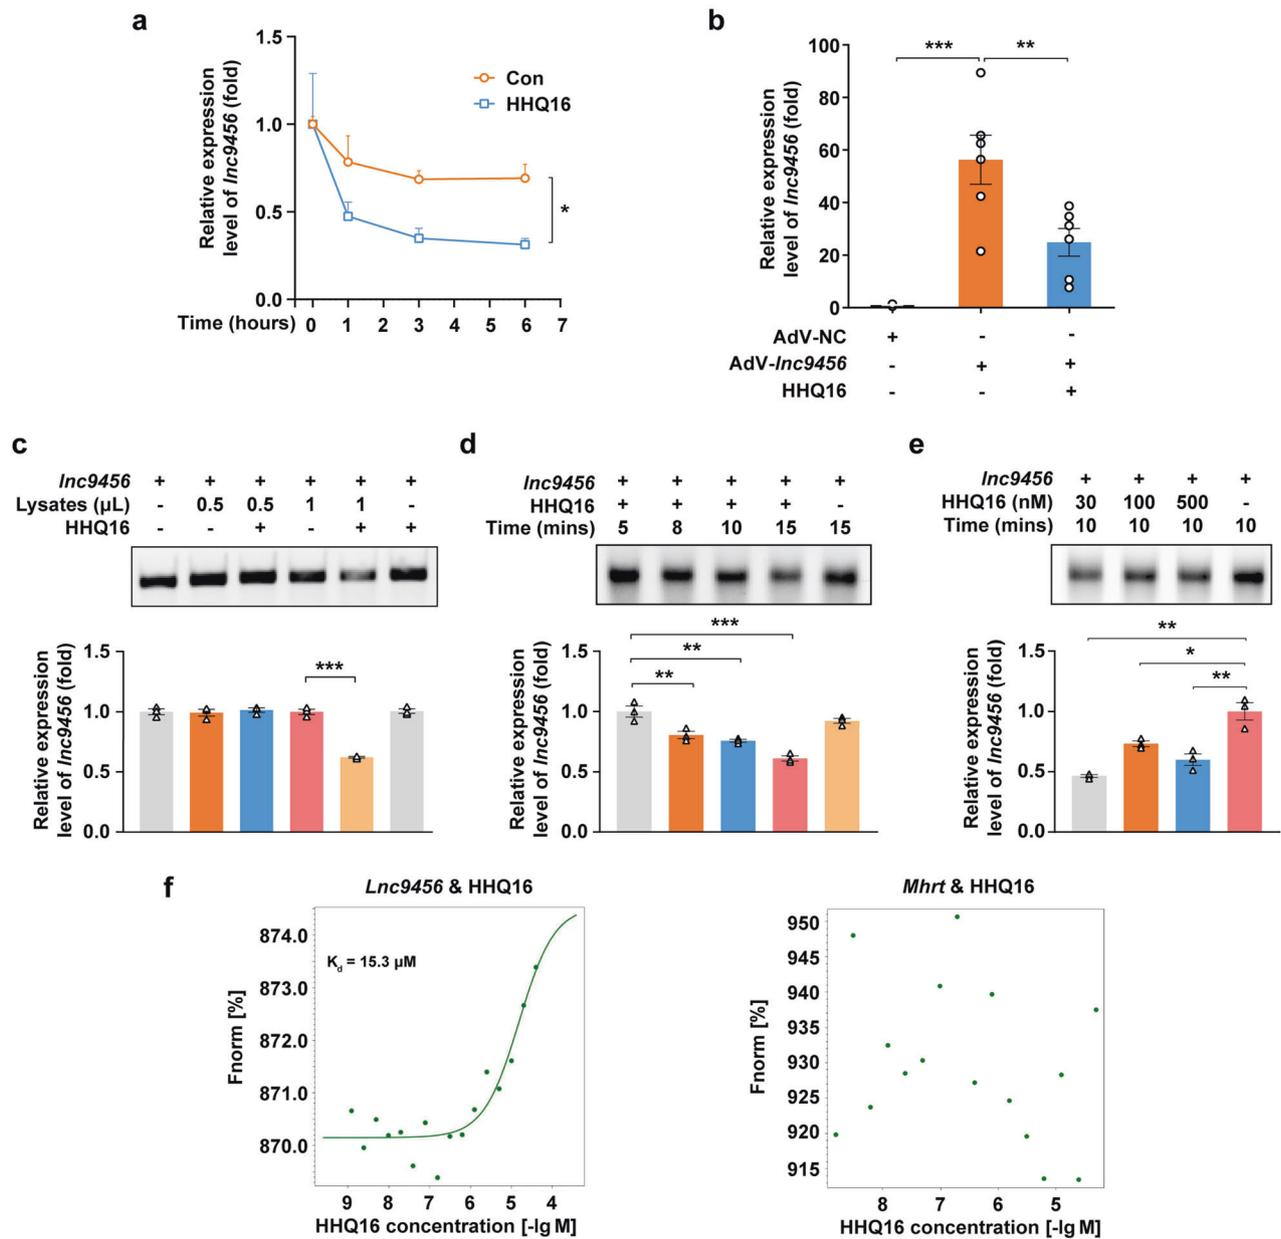 a
1.5
1.0
0.5
0.0
Relative expression
level of lnc9456 (fold)
Con
HHQ16
*
Time (hours) 0 1 2 3 4 5 6 7
b
100
80
60
40
20
0
Relative expression
level of lnc9456 (fold)
*** **
AdV-NC + - -
AdV-lnc9456 - + +
HHQ16 - - +
c
lnc9456 + + + + + +
Lysates (µL) - 0.5 0.5 1 1 -
HHQ16 - - + - + +
1.5
1.0
0.5
0.0
Relative expression
level of lnc9456 (fold)
***
d
lnc9456 + + + + +
HHQ16 + + + + -
Time (mins) 5 8 10 15 15
1.5
1.0
0.5
0.0
Relative expression
level of lnc9456 (fold)
***
**
**
e
lnc9456 + + + +
HHQ16 (nM) 30 100 500 -
Time (mins) 10 10 10 10
1.5
1.0
0.5
0.0
Relative expression
level of lnc9456 (fold)
**
*
**
f
Lnc9456 & HHQ16
Kd = 15.3 µM
874.0
873.0
872.0
871.0
870.0
Fnorm [%]
9 8 7 6 5 4
HHQ16 concentration [-lg M]
Mhrt & HHQ16
950
945
940
935
930
925
920
915
Fnorm [%]
8 7 6 5
HHQ16 concentration [-lg M]